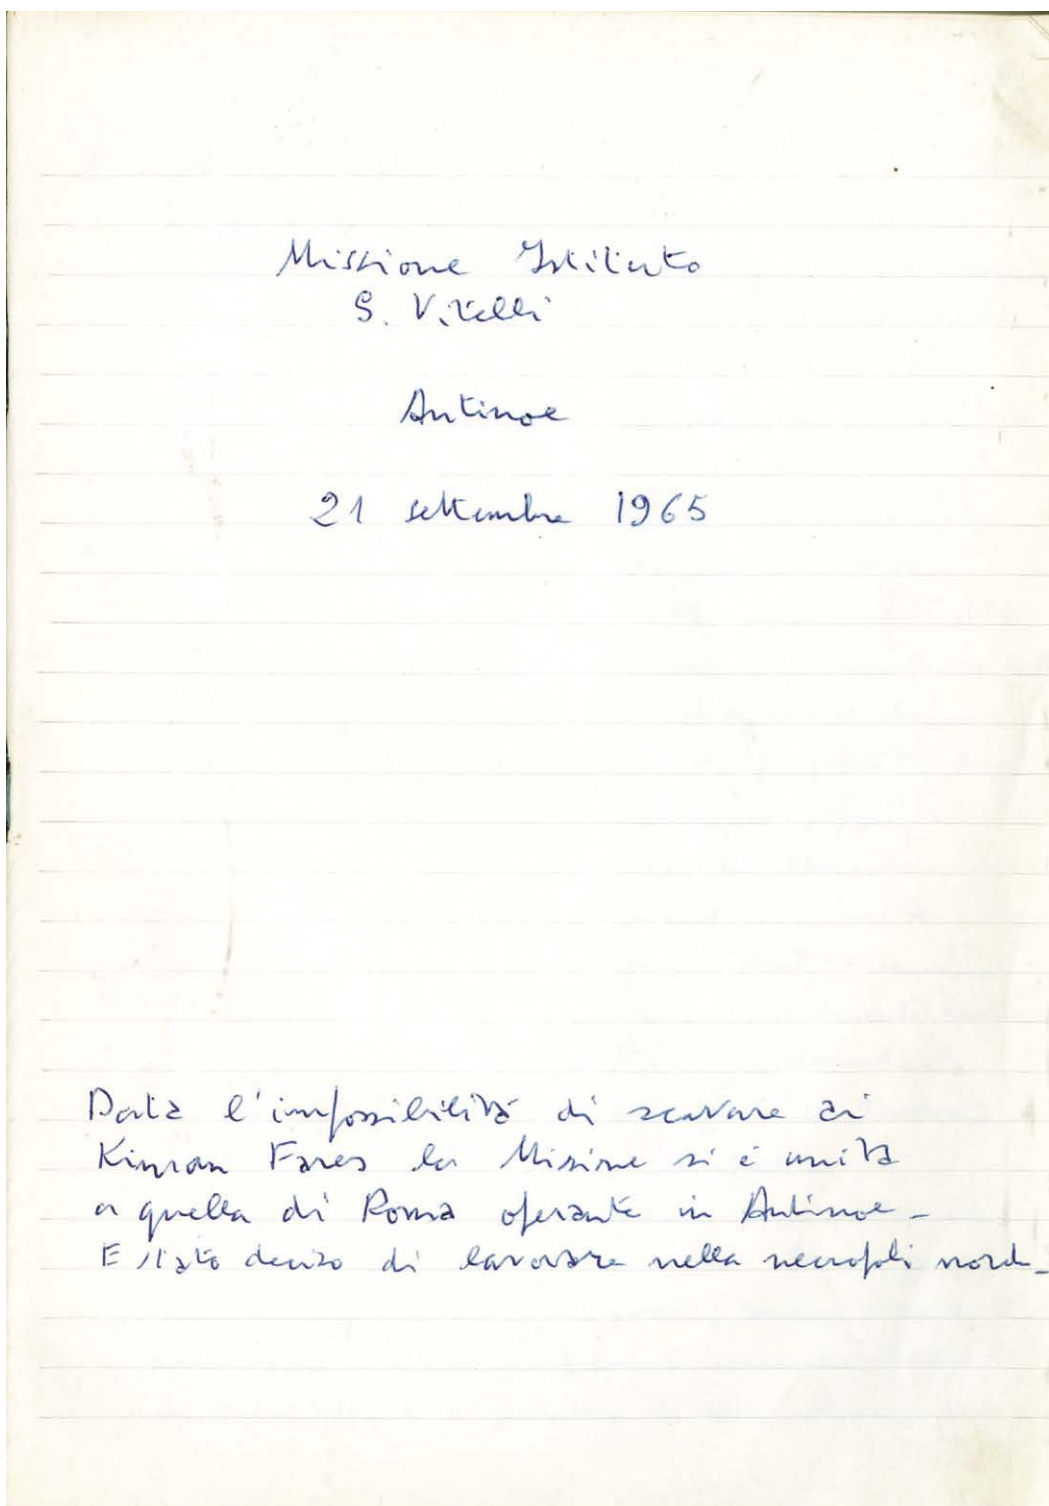 Missione Istituto
G. Vitelli
Antinoe
21 settembre 1965
Data l'impossibilità di scavare ai
Kiman Fares la Missione si è unita
a quella di Roma operante in Antinoe -
E stato deciso di lavorare nella necropoli nord -